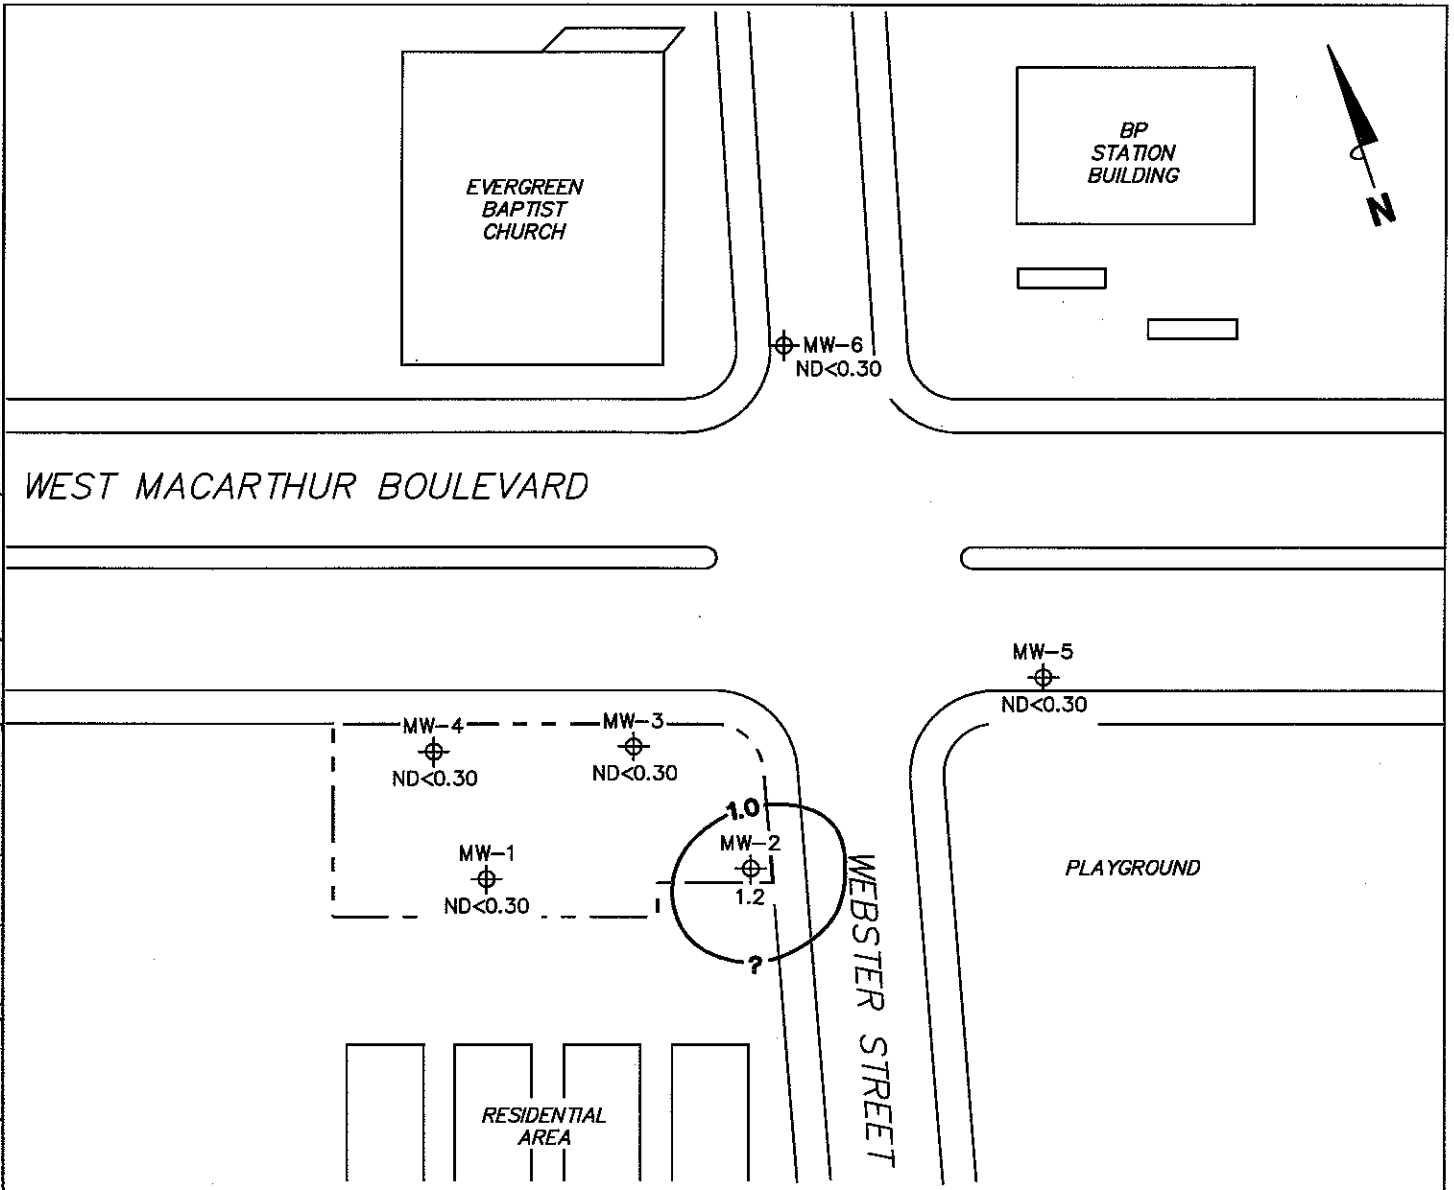 EVERGREEN
BAPTIST
CHURCH
BP
STATION
BUILDING
N
MW-6
ND<0.30
WEST MACARTHUR BOULEVARD
MW-5
ND<0.30
MW-4
ND<0.30
MW-3
ND<0.30
1.0
MW-2
1.2
MW-1
ND<0.30
?
WEBSTER STREET
PLAYGROUND
RESIDENTIAL
AREA